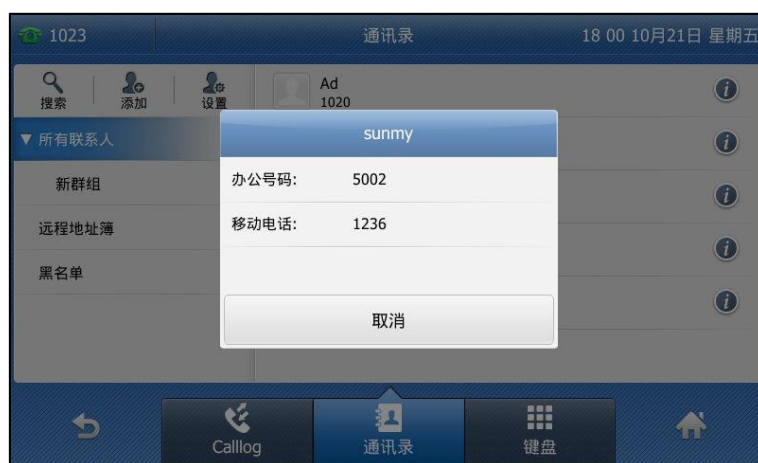 1023
通讯录
18 00 10月21日 星期五
搜索
添加
设置
Ad
1020
所有联系人
sunmy
新群组
办公号码: 5002
远程地址簿
移动电话: 1236
黑名单
取消
Calllog
通讯录
键盘